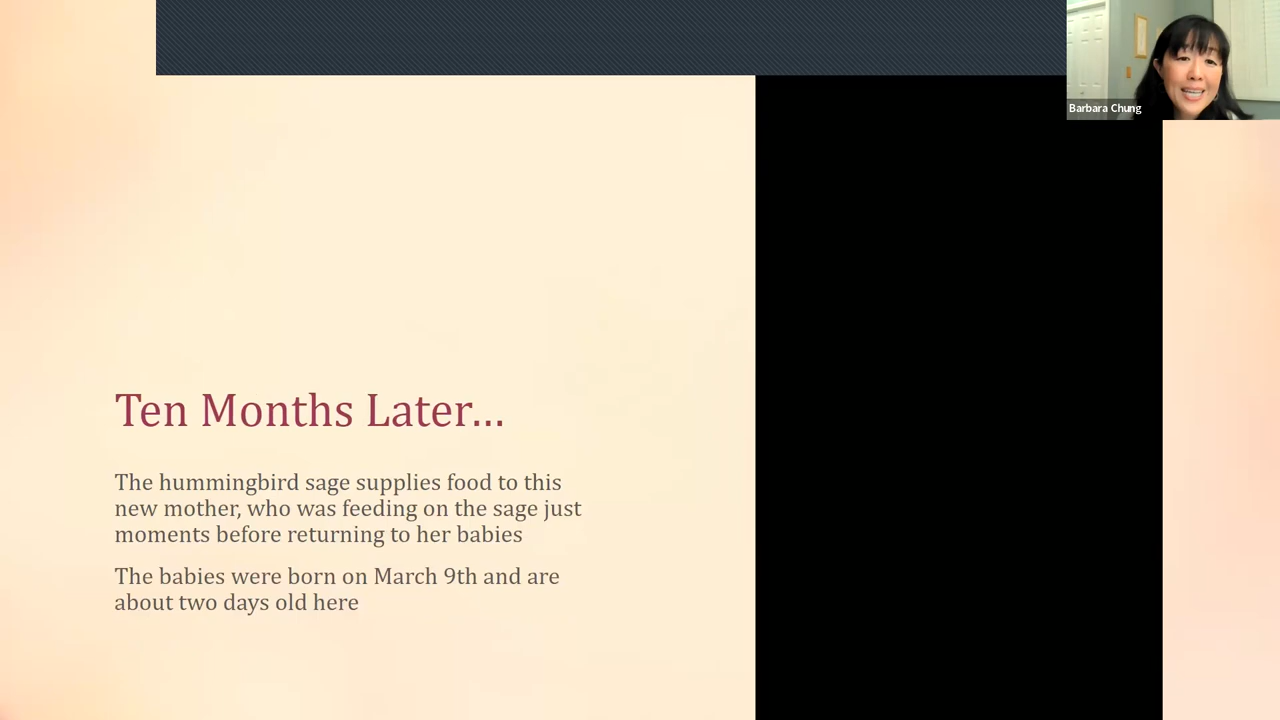 Barbara Chung
Ten Months Later...
The hummingbird sage supplies food to this
new mother, who was feeding on the sage just
moments before returning to her babies
The babies were born on March 9th and are
about two days old here